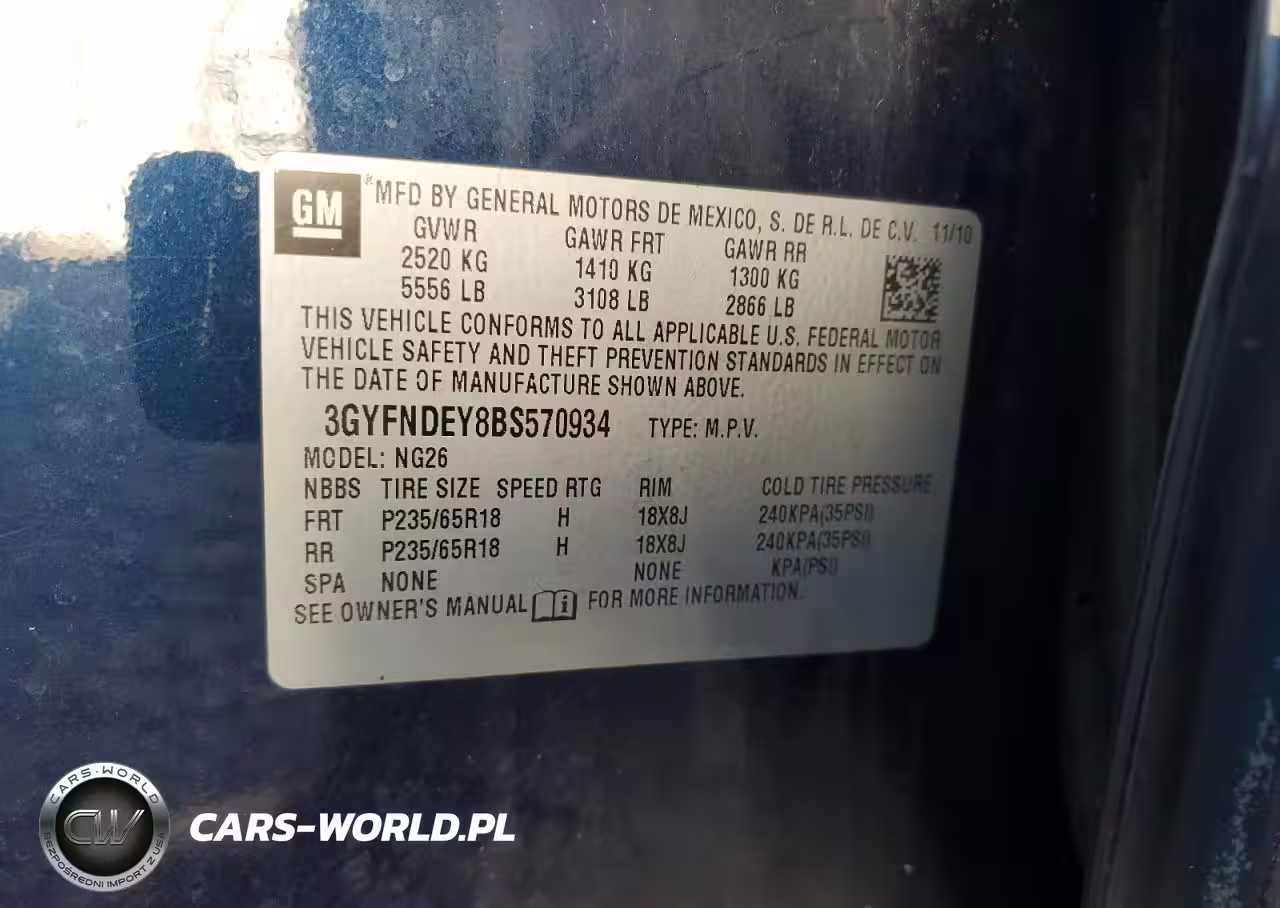 GM
® MFD BY GENERAL MOTORS DE MEXICO, S. DE R.L. DE C.V. 11/10
GVWR GAWR FRT GAWR RR
2520 KG 1410 KG 1300 KG
5556 LB 3108 LB 2866 LB
THIS VEHICLE CONFORMS TO ALL APPLICABLE U.S. FEDERAL MOTOR
VEHICLE SAFETY AND THEFT PREVENTION STANDARDS IN EFFECT ON
THE DATE OF MANUFACTURE SHOWN ABOVE.
3GYFNDEY8BS570934 TYPE: M.P.V.
MODEL: NG26
NBBS TIRE SIZE SPEED RTG RIM COLD TIRE PRESSURE
FRT P235/65R18 H 18X8J 240KPA(35PSI)
RR P235/65R18 H 18X8J 240KPA(35PSI)
SPA NONE NONE KPA(PSI)
SEE OWNER'S MANUAL i FOR MORE INFORMATION.
CARS-WORLD
CW
BEZPOŚREDNI IMPORT Z USA
CARS-WORLD.PL